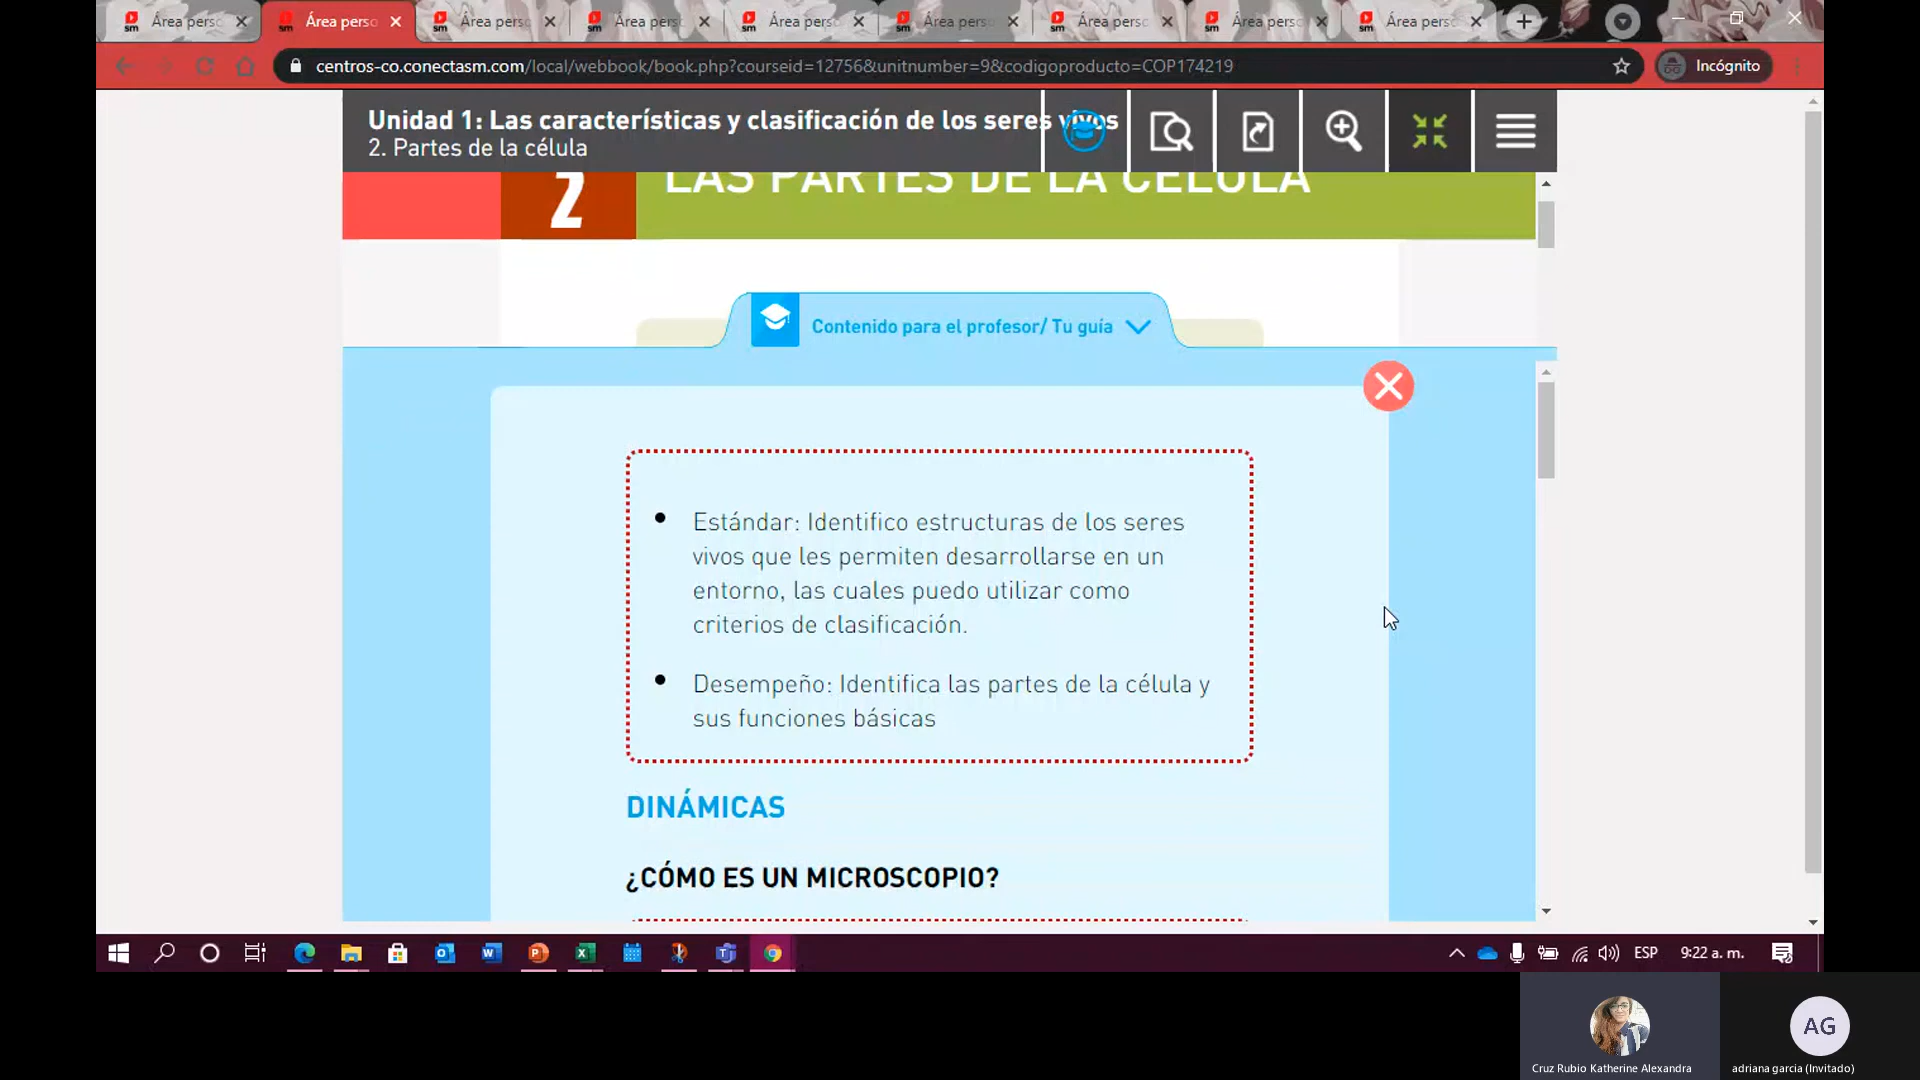 Área perso
Área perso
Área perso
Área perso
Área perso
Área perso
Área perso
Área perso
Área perso
centros-co.conectasm.com/local/webbook/book.php?courseid=12756&unitnumber=9&codigoproducto=COP174219
Incógnito
Unidad 1: Las características y clasificación de los seres vivos
2. Partes de la célula
2
LAS PARTES DE LA CÉLULA
Contenido para el profesor/ Tu guía
• Estándar: Identifico estructuras de los seres
vivos que les permiten desarrollarse en un
entorno, las cuales puedo utilizar como
criterios de clasificación.
• Desempeño: Identifica las partes de la célula y
sus funciones básicas
DINÁMICAS
¿CÓMO ES UN MICROSCOPIO?
ESP
9:22 a. m.
AG
Cruz Rubio Katherine Alexandra
adriana garcia (Invitado)